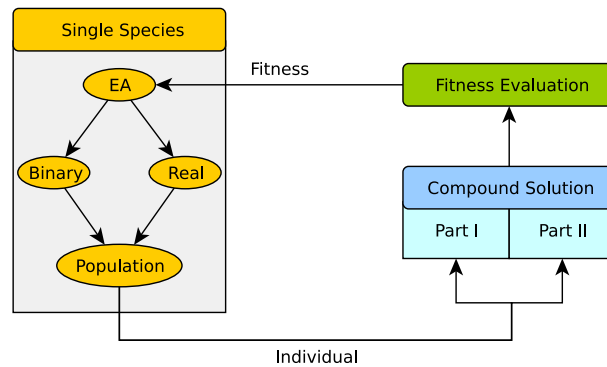 Single Species
EA
Fitness
Fitness Evaluation
Binary
Real
Compound Solution
Part I
Part II
Population
Individual